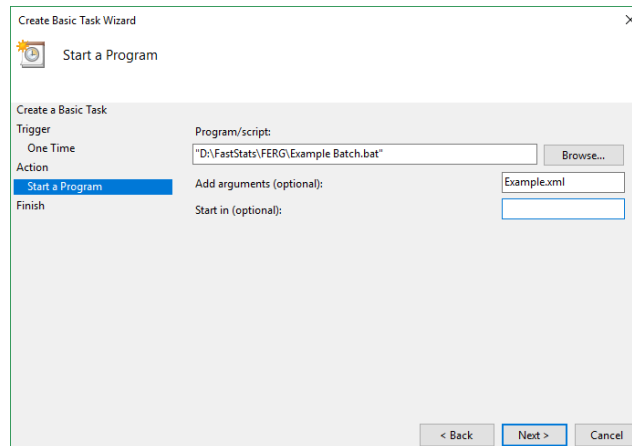 Create Basic Task Wizard
Start a Program
Create a Basic Task
Trigger
One Time
Action
Start a Program
Finish
Program/script:
"D:\FastStats\FERG\Example Batch.bat"
Browse...
Add arguments (optional):
Example.xml
Start in (optional):
< Back
Next >
Cancel